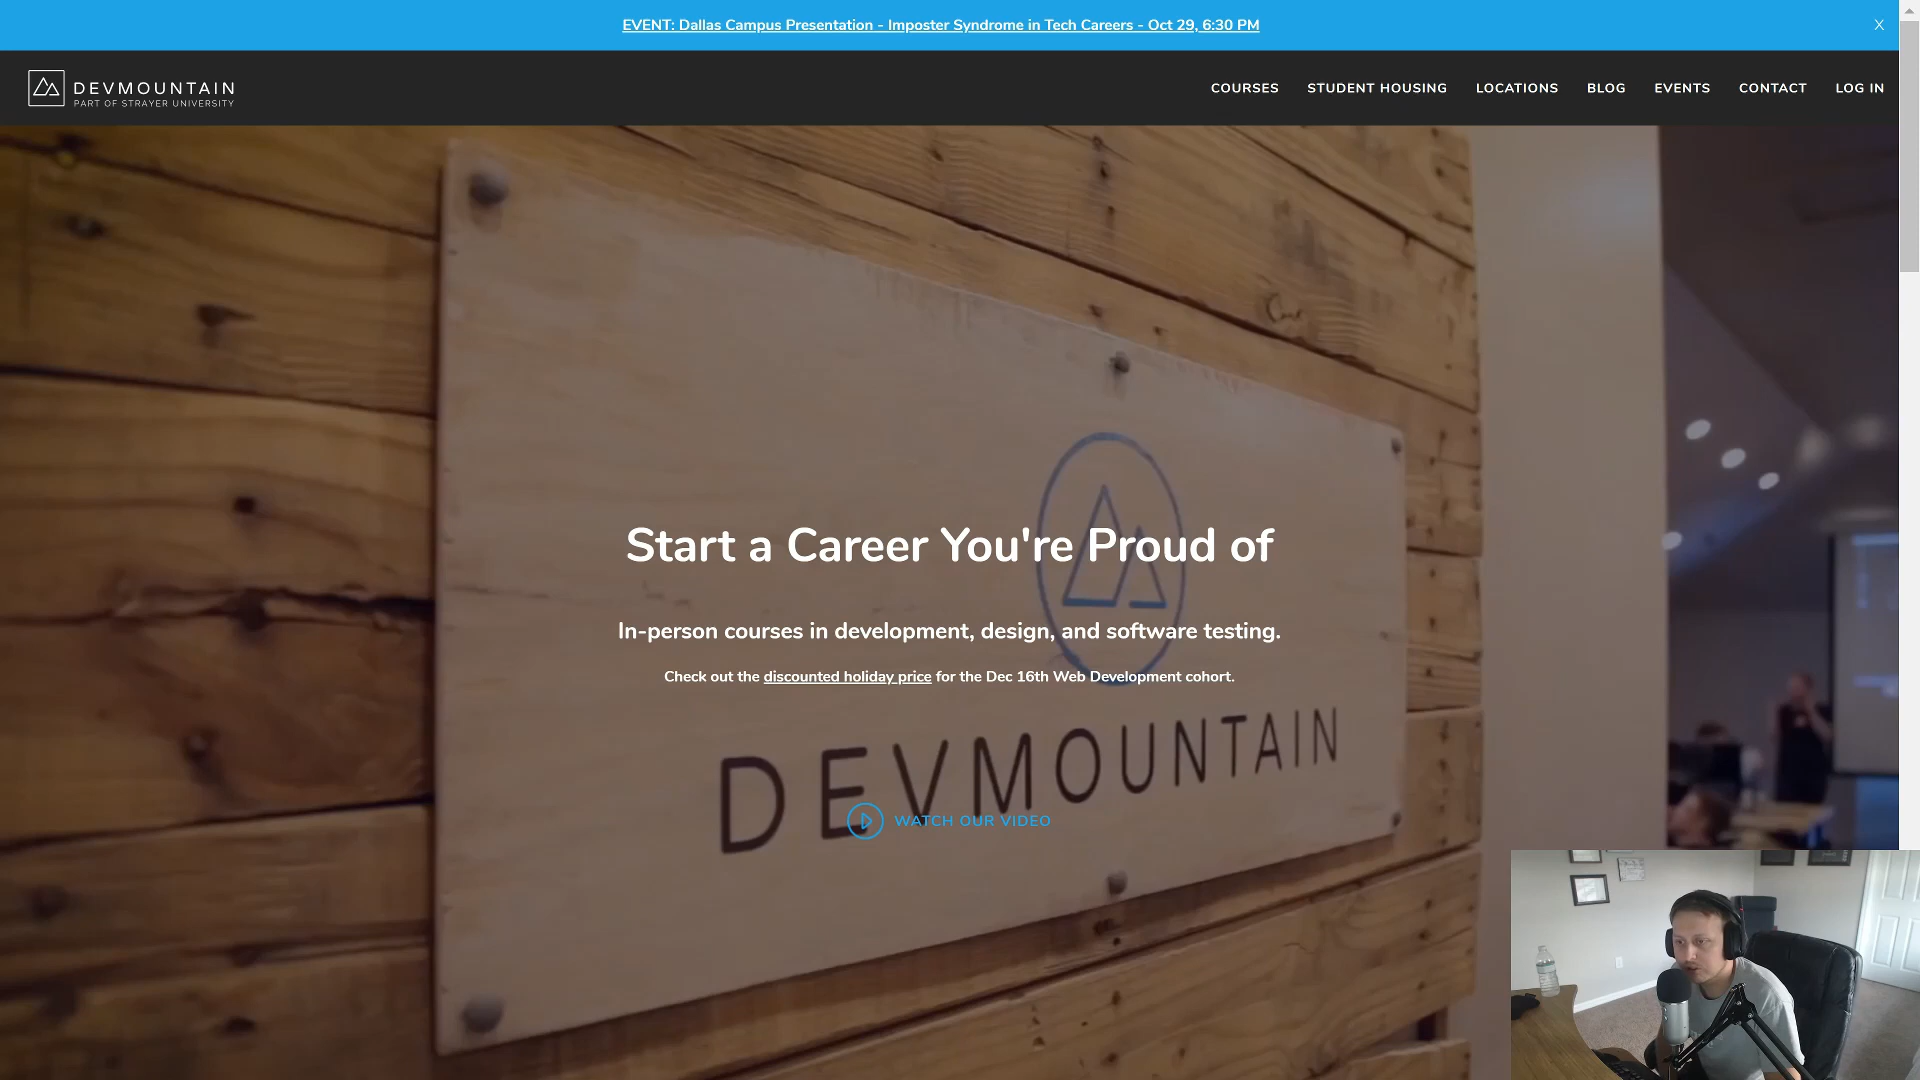 EVENT: Dallas Campus Presentation - Imposter Syndrome in Tech Careers - Oct 29, 6:30 PM
X
DEVMOUNTAIN
PART OF STRAYER UNIVERSITY
COURSES
STUDENT HOUSING
LOCATIONS
BLOG
EVENTS
CONTACT
LOG IN
Start a Career You're Proud of
In-person courses in development, design, and software testing.
Check out the discounted holiday price for the Dec 16th Web Development cohort.
DEVMOUNTAIN
WATCH OUR VIDEO